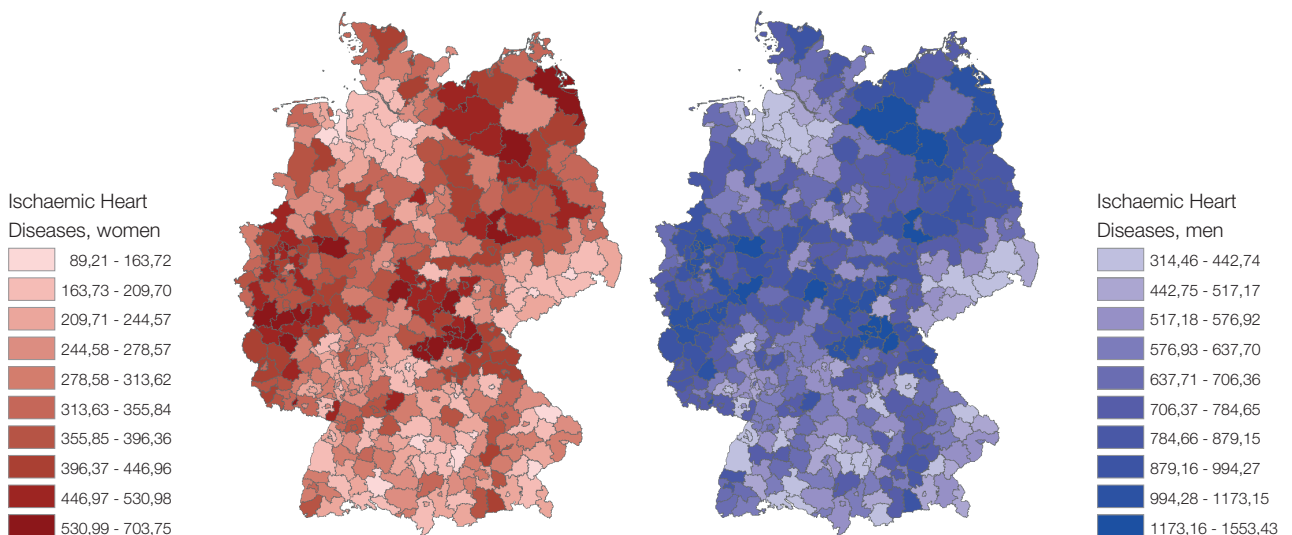 Ischaemic Heart
Diseases, women
89,21 - 163,72
163,73 - 209,70
209,71 - 244,57
244,58 - 278,57
278,58 - 313,62
313,63 - 355,84
355,85 - 396,36
396,37 - 446,96
446,97 - 530,98
530,99 - 703,75
Ischaemic Heart
Diseases, men
314,46 - 442,74
442,75 - 517,17
517,18 - 576,92
576,93 - 637,70
637,71 - 706,36
706,37 - 784,65
784,66 - 879,15
879,16 - 994,27
994,28 - 1173,15
1173,16 - 1553,43